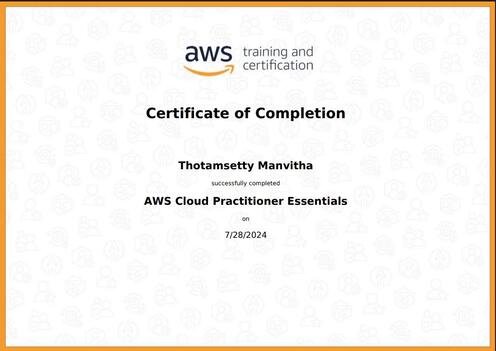 aws training and
certification
Certificate of Completion
Thotamsetty Manvitha
successfully completed
AWS Cloud Practitioner Essentials
on
7/28/2024